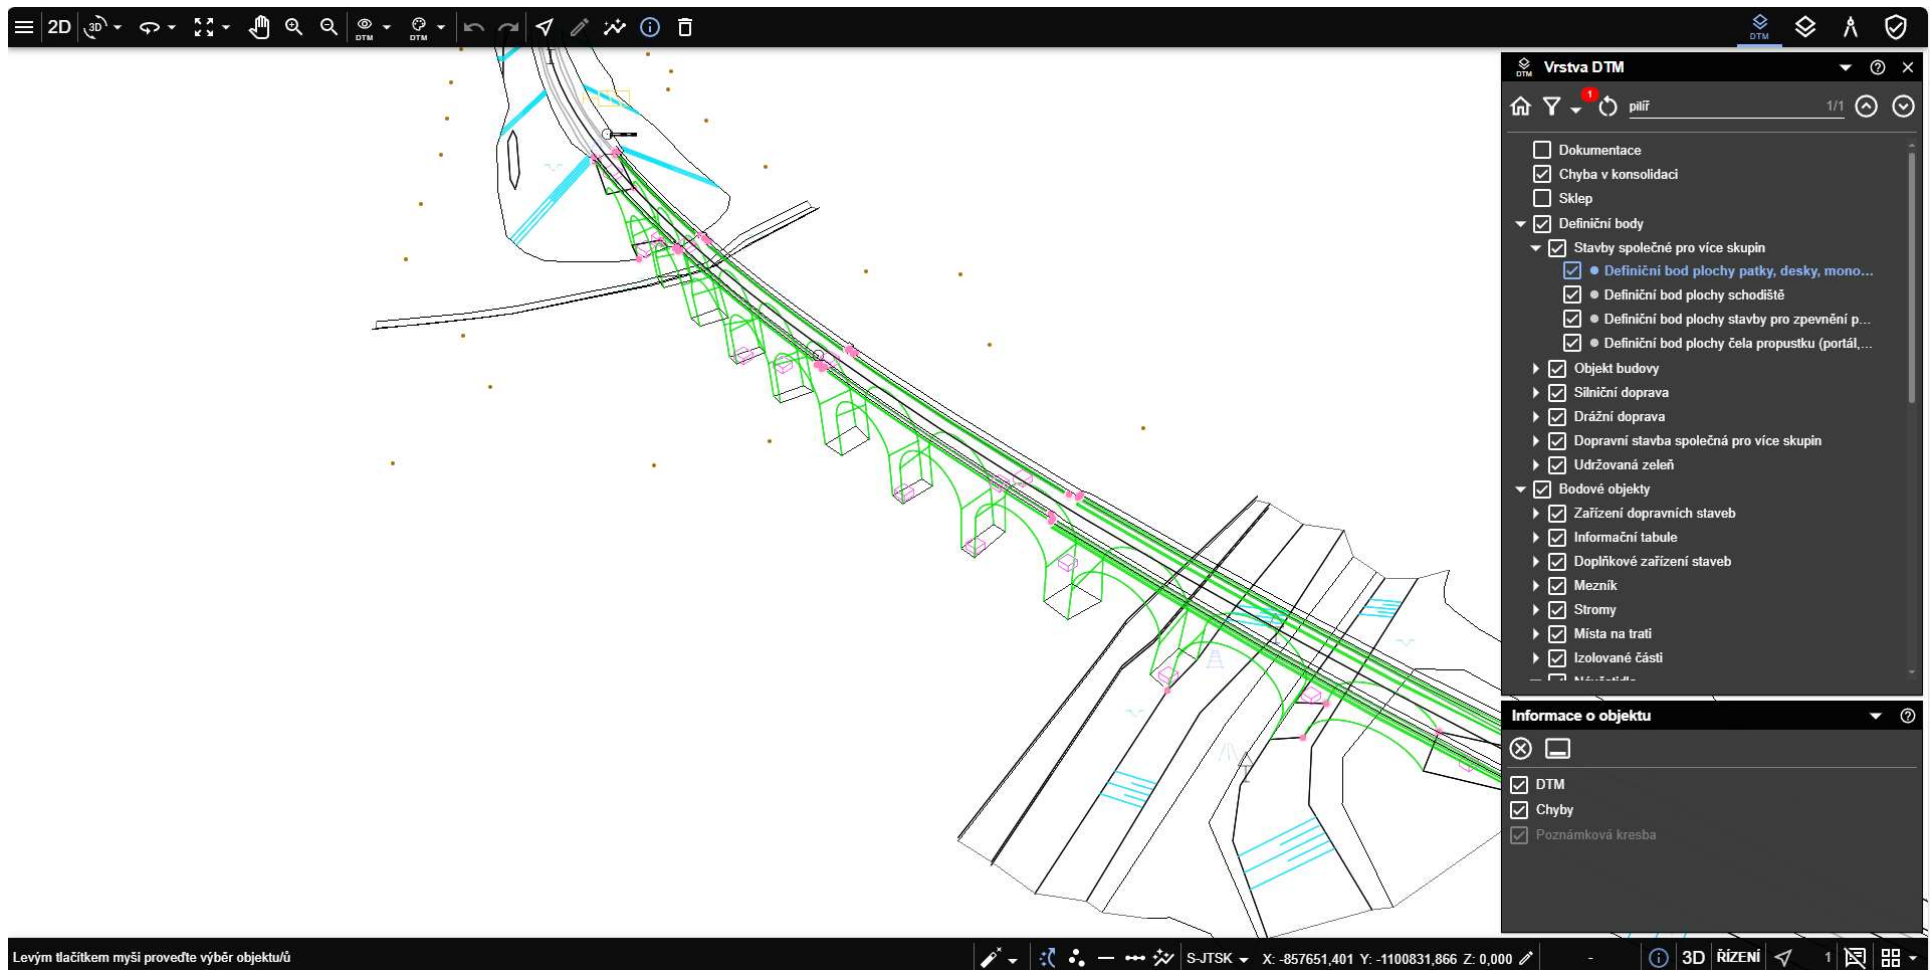 2D
3D
DTM
DTM
DTM
DTM
Vrstva DTM
1
pilíř
1/1
Dokumentace
Chyba v konsolidaci
Sklep
Definiční body
Stavby společné pro více skupin
Definiční bod plochy patky, desky, mono...
Definiční bod plochy schodiště
Definiční bod plochy stavby pro zpevnění p...
Definiční bod plochy čela propustku (portál,...
Objekt budovy
Silniční doprava
Drážní doprava
Dopravní stavba společná pro více skupin
Udržovaná zeleň
Bodové objekty
Zařízení dopravních staveb
Informační tabule
Doplňkové zařízení staveb
Mezník
Stromy
Místa na trati
Izolované části
Informace o objektu
DTM
Chyby
Poznámková kresba
Levým tlačítkem myši proveďte výběr objektu/ů
S-JTSK
X: -857651,401 Y: -1100831,866 Z: 0,000
-
3D
ŘÍZENÍ
1